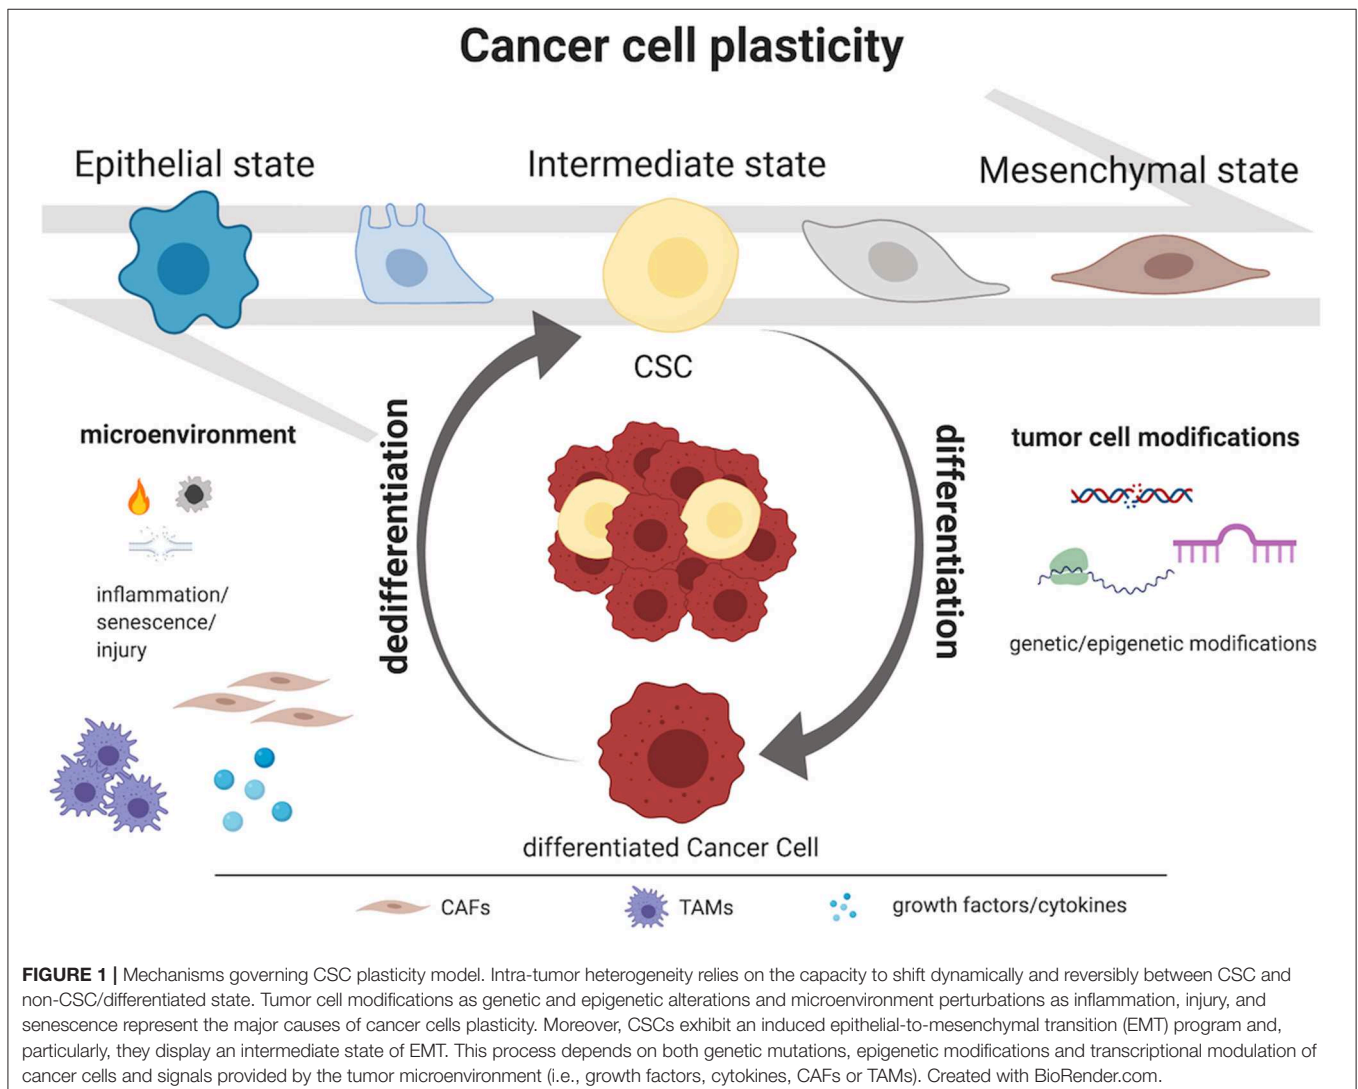 Cancer cell plasticity
Epithelial state
Intermediate state
Mesenchymal state
CSC
microenvironment
dedifferentiation
differentiation
tumor cell modifications
inflammation/
senescence/
injury
genetic/epigenetic modifications
differentiated Cancer Cell
CAFs
TAMs
growth factors/cytokines
FIGURE 1 | Mechanisms governing CSC plasticity model. Intra-tumor heterogeneity relies on the capacity to shift dynamically and reversibly between CSC and
non-CSC/differentiated state. Tumor cell modifications as genetic and epigenetic alterations and microenvironment perturbations as inflammation, injury, and
senescence represent the major causes of cancer cells plasticity. Moreover, CSCs exhibit an induced epithelial-to-mesenchymal transition (EMT) program and,
particularly, they display an intermediate state of EMT. This process depends on both genetic mutations, epigenetic modifications and transcriptional modulation of
cancer cells and signals provided by the tumor microenvironment (i.e., growth factors, cytokines, CAFs or TAMs). Created with BioRender.com.